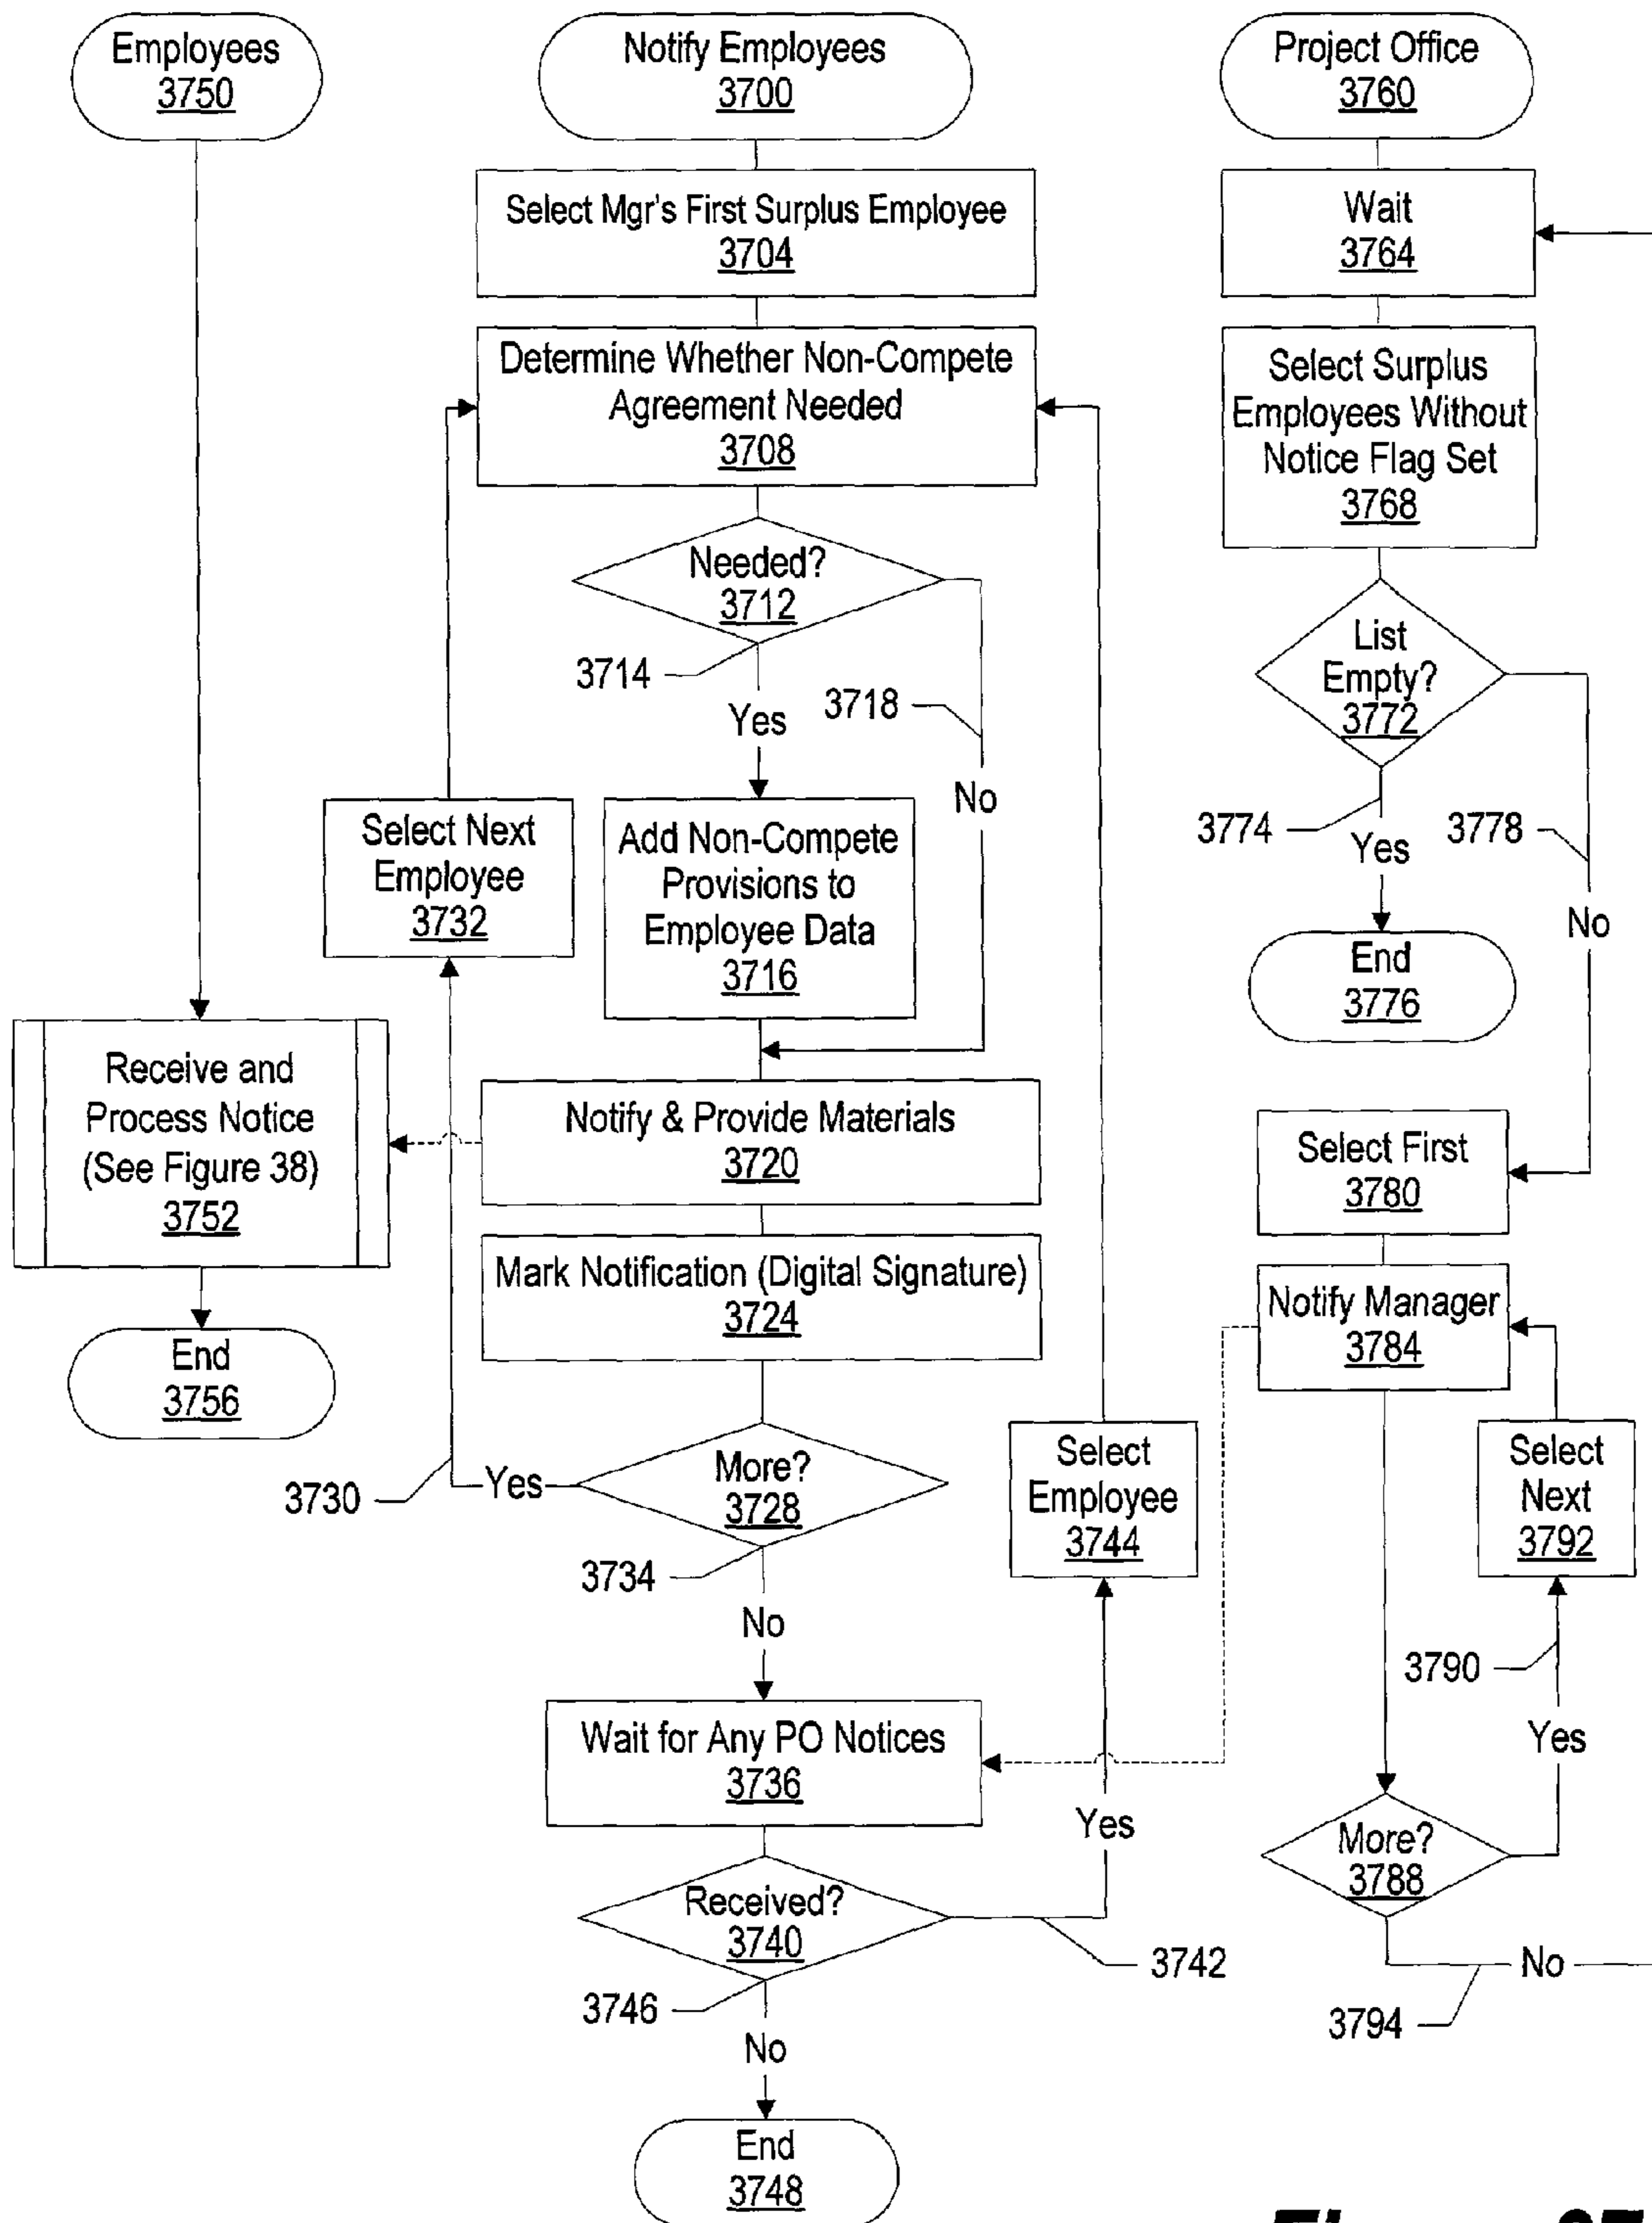 Employees
3750
Notify Employees
3700
Project Office
3760
Select Mgr's First Surplus Employee
3704
Wait
3764
Determine Whether Non-Compete
Agreement Needed
3708
Select Surplus
Employees Without
Notice Flag Set
3768
Needed?
3712
3714
Yes
3718
No
List
Empty?
3772
3774
Yes
3778
No
Select Next
Employee
3732
Add Non-Compete
Provisions to
Employee Data
3716
End
3776
Receive and
Process Notice
(See Figure 38)
3752
Notify & Provide Materials
3720
Select First
3780
Mark Notification (Digital Signature)
3724
Notify Manager
3784
End
3756
3730
Yes
More?
3728
3734
No
Select
Employee
3744
Select
Next
3792
3790
Yes
Wait for Any PO Notices
3736
Yes
More?
3788
Received?
3740
3742
3746
No
No
3794
End
3748